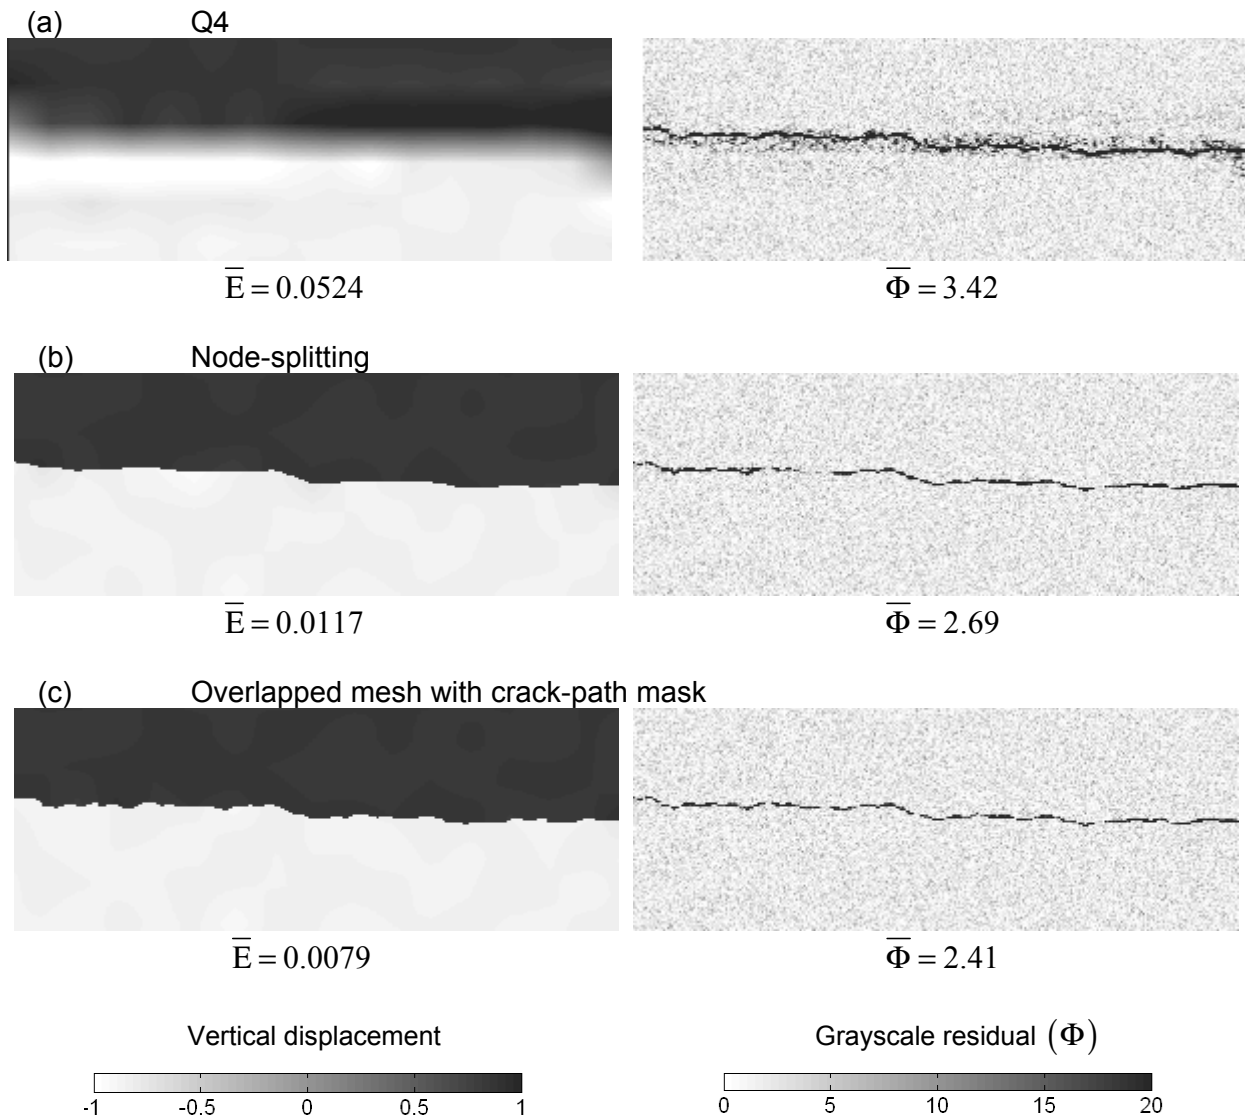 (a) Q4
E̅ = 0.0524 Φ̅ = 3.42
(b) Node-splitting
E̅ = 0.0117 Φ̅ = 2.69
(c) Overlapped mesh with crack-path mask
E̅ = 0.0079 Φ̅ = 2.41
Vertical displacement Grayscale residual (Φ)
-1 -0.5 0 0.5 1 0 5 10 15 20